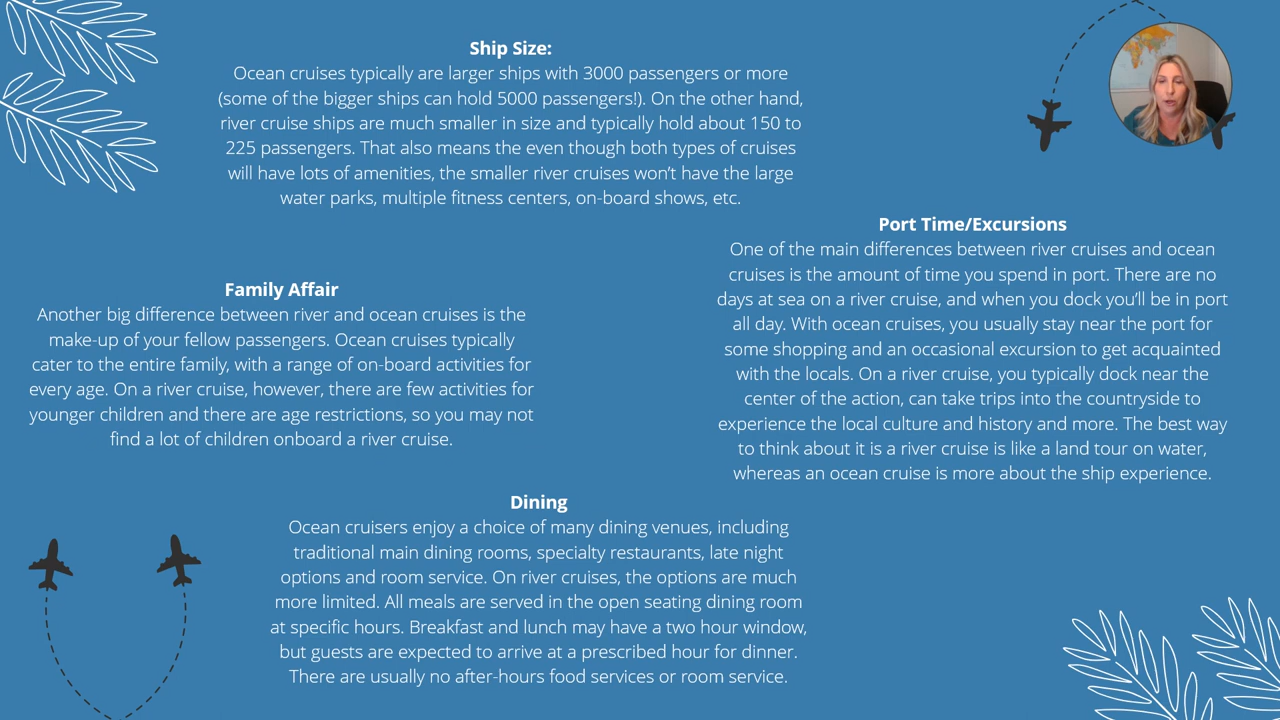 Ship Size:
Ocean cruises typically are larger ships with 3000 passengers or more
(some of the bigger ships can hold 5000 passengers!). On the other hand,
river cruise ships are much smaller in size and typically hold about 150 to
225 passengers. That also means the even though both types of cruises
will have lots of amenities, the smaller river cruises won't have the large
water parks, multiple fitness centers, on-board shows, etc.
Port Time/Excursions
One of the main differences between river cruises and ocean
cruises is the amount of time you spend in port. There are no
days at sea on a river cruise, and when you dock you'll be in port
all day. With ocean cruises, you usually stay near the port for
some shopping and an occasional excursion to get acquainted
with the locals. On a river cruise, you typically dock near the
center of the action, can take trips into the countryside to
experience the local culture and history and more. The best way
to think about it is a river cruise is like a land tour on water,
whereas an ocean cruise is more about the ship experience.
Family Affair
Another big difference between river and ocean cruises is the
make-up of your fellow passengers. Ocean cruises typically
cater to the entire family, with a range of on-board activities for
every age. On a river cruise, however, there are few activities for
younger children and there are age restrictions, so you may not
find a lot of children onboard a river cruise.
Dining
Ocean cruisers enjoy a choice of many dining venues, including
traditional main dining rooms, specialty restaurants, late night
options and room service. On river cruises, the options are much
more limited. All meals are served in the open seating dining room
at specific hours. Breakfast and lunch may have a two hour window,
but guests are expected to arrive at a prescribed hour for dinner.
There are usually no after-hours food services or room service.